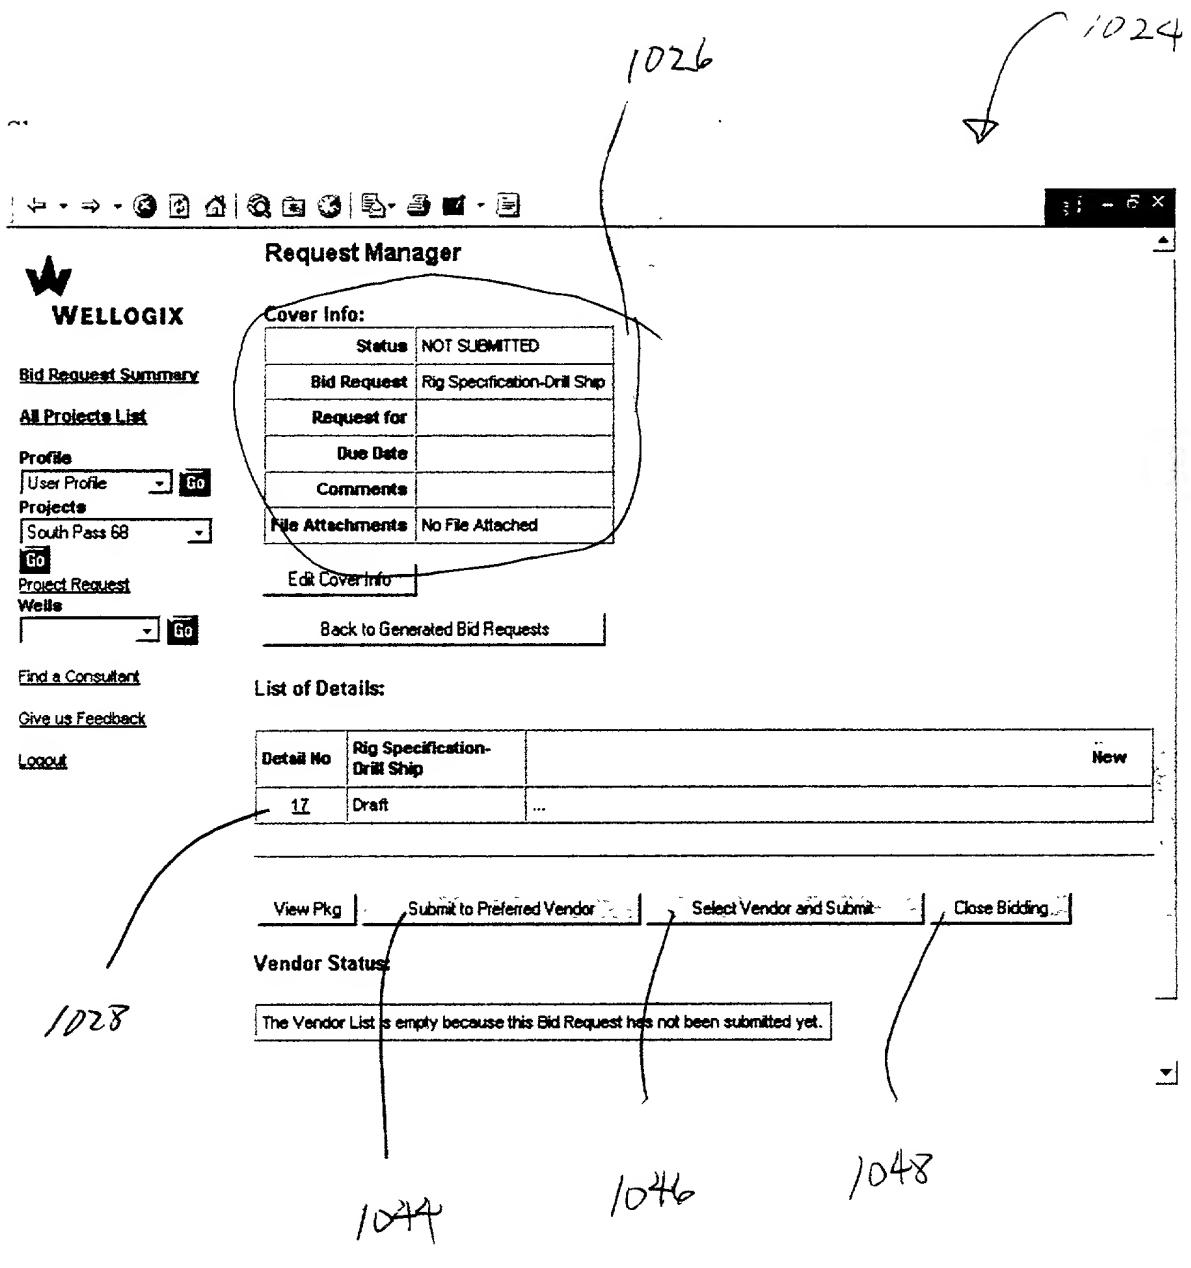 1024
1026
Request Manager
WELLOGIX
Cover Info:
Status NOT SUBMITTED
Bid Request Rig Specification-Drill Ship
Request for
Due Date
Comments
File Attachments No File Attached
Edit Cover Info
Back to Generated Bid Requests
Bid Request Summary
All Projects List
Profile
User Profile Go
Projects
South Pass 68
Go
Project Request
Wells
Go
Find a Consultant
Give us Feedback
Logout
List of Details:
Detail No Rig Specification-Drill Ship New
17 Draft ...
View Pkg Submit to Preferred Vendor Select Vendor and Submit Close Bidding
Vendor Status:
The Vendor List is empty because this Bid Request has not been submitted yet.
1028
1044
1046
1048